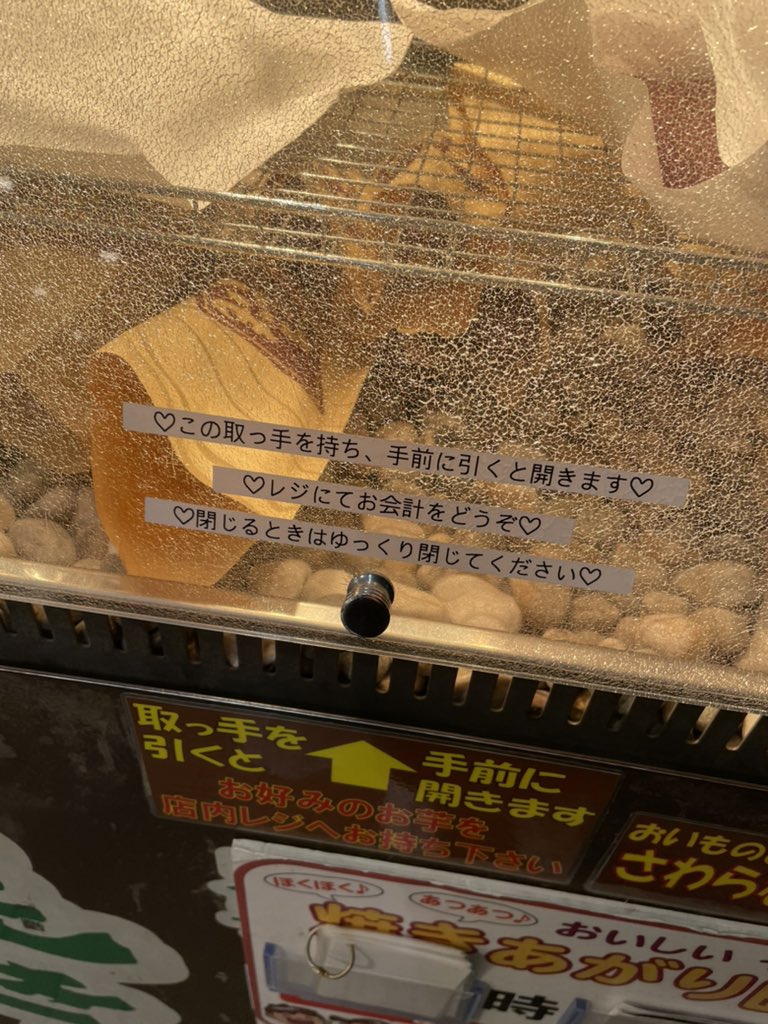 ♡この取っ手を持ち、手前に引くと開きます♡
♡レジにてお会計をどうぞ♡
♡閉じるときはゆっくり閉じてください♡
取っ手を
引くと
手前に
開きます
お好みのお芋を
店内レジへお持ち下さい
おいもの
さわら
ほくほく♪
あつあつ♪
おいしい
焼きあがり
時